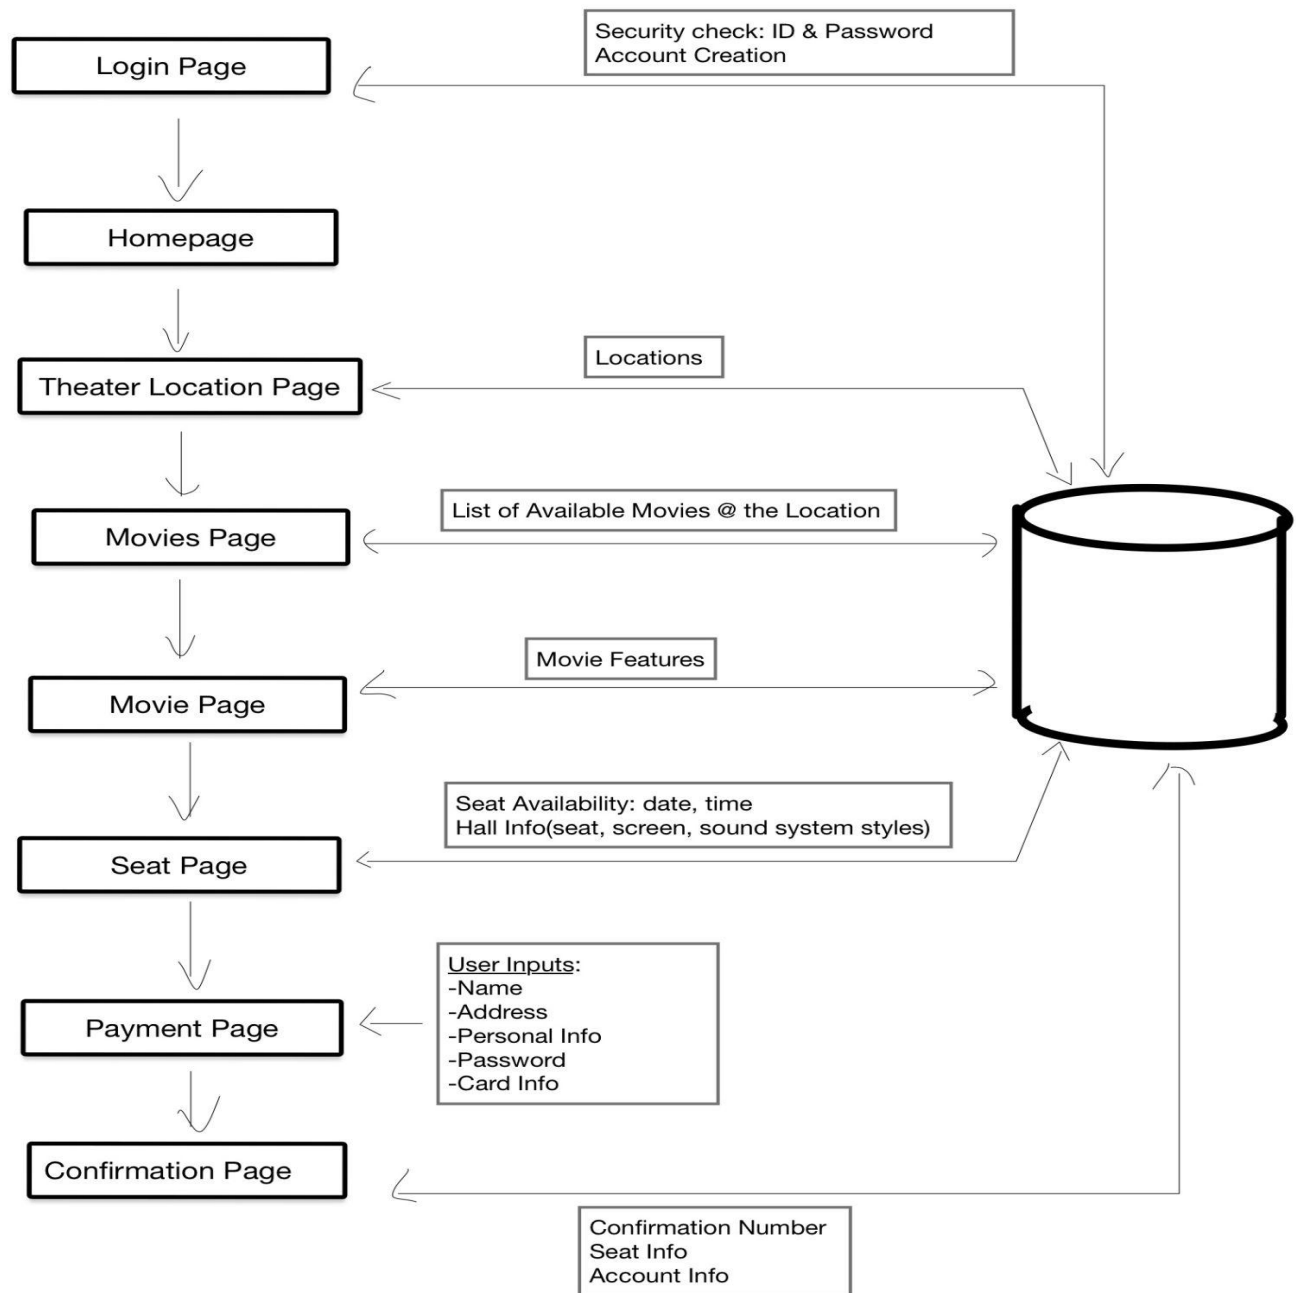 Security check: ID & Password
Account Creation
Login Page
Homepage
Locations
Theater Location Page
List of Available Movies @ the Location
Movies Page
Movie Features
Movie Page
Seat Availability: date, time
Hall Info(seat, screen, sound system styles)
Seat Page
User Inputs:
-Name
-Address
-Personal Info
-Password
-Card Info
Payment Page
Confirmation Page
Confirmation Number
Seat Info
Account Info